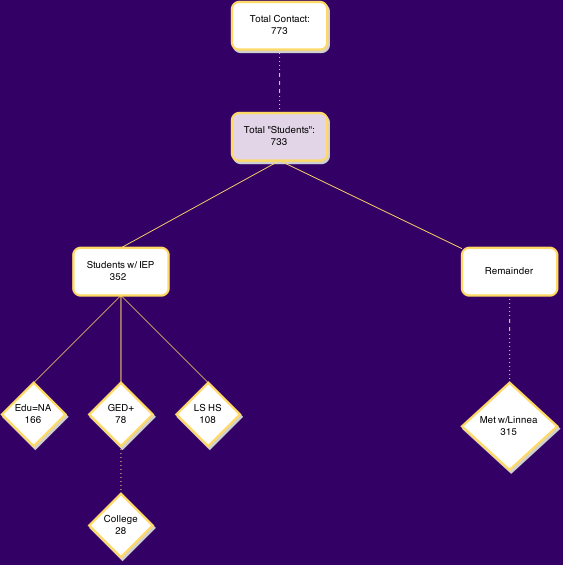 Total Contact:
773
Total "Students":
733
Students w/ IEP
352
Remainder
Edu=NA
166
GED+
78
LS HS
108
Met w/Linnea
315
College
28